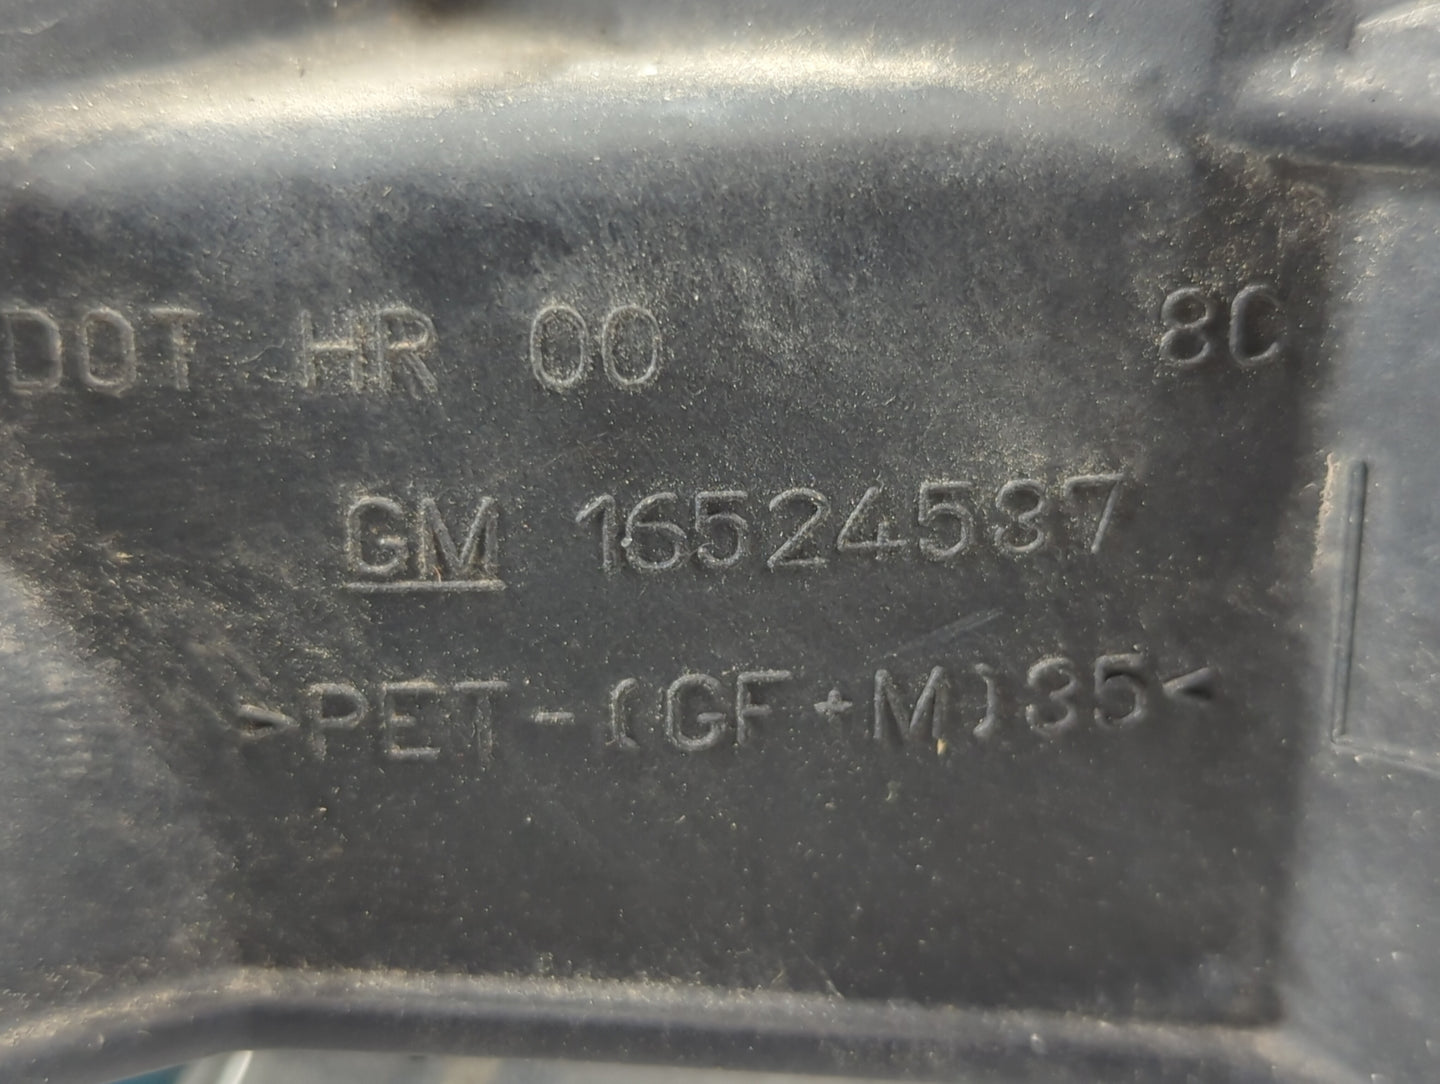 DOT HR 00 8C
GM 16524587
>PET-(GF+M)35<